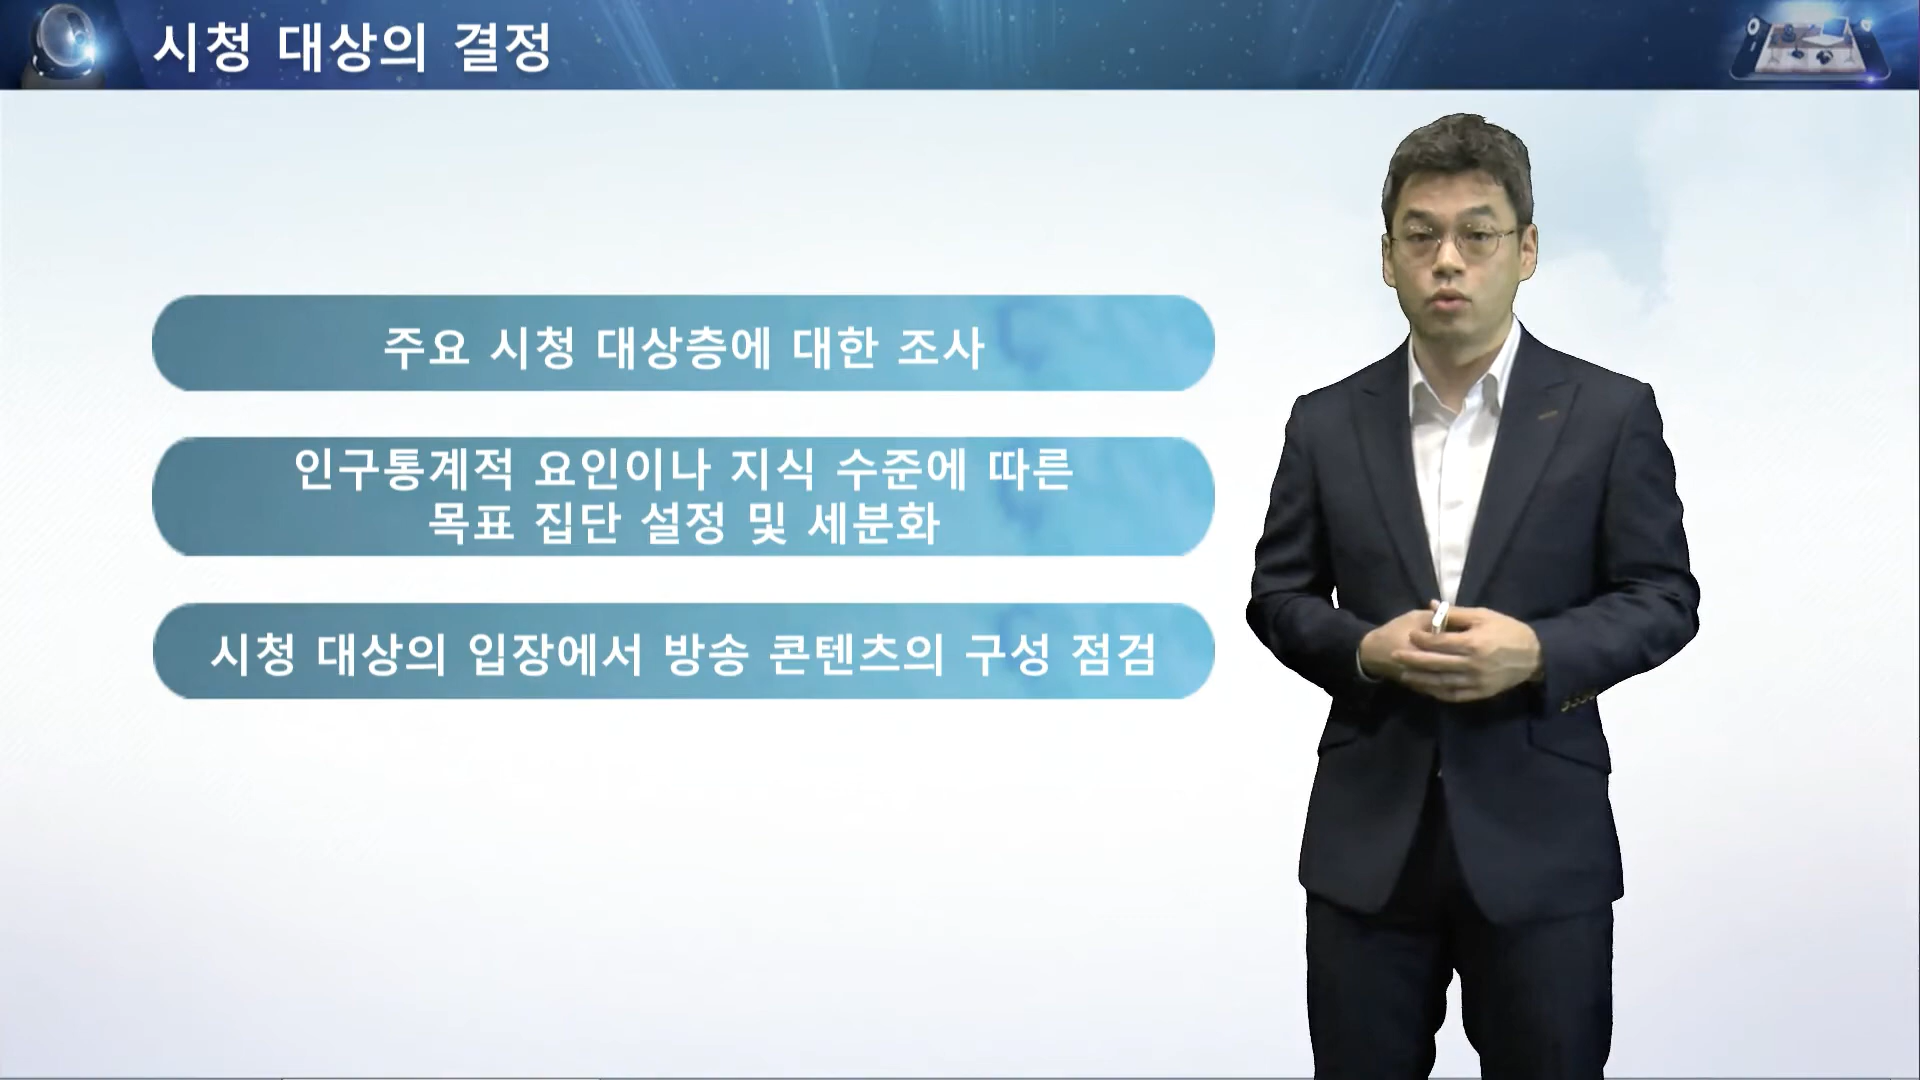 시청 대상의 결정
주요 시청 대상층에 대한 조사
인구통계적 요인이나 지식 수준에 따른
목표 집단 설정 및 세분화
시청 대상의 입장에서 방송 콘텐츠의 구성 점검